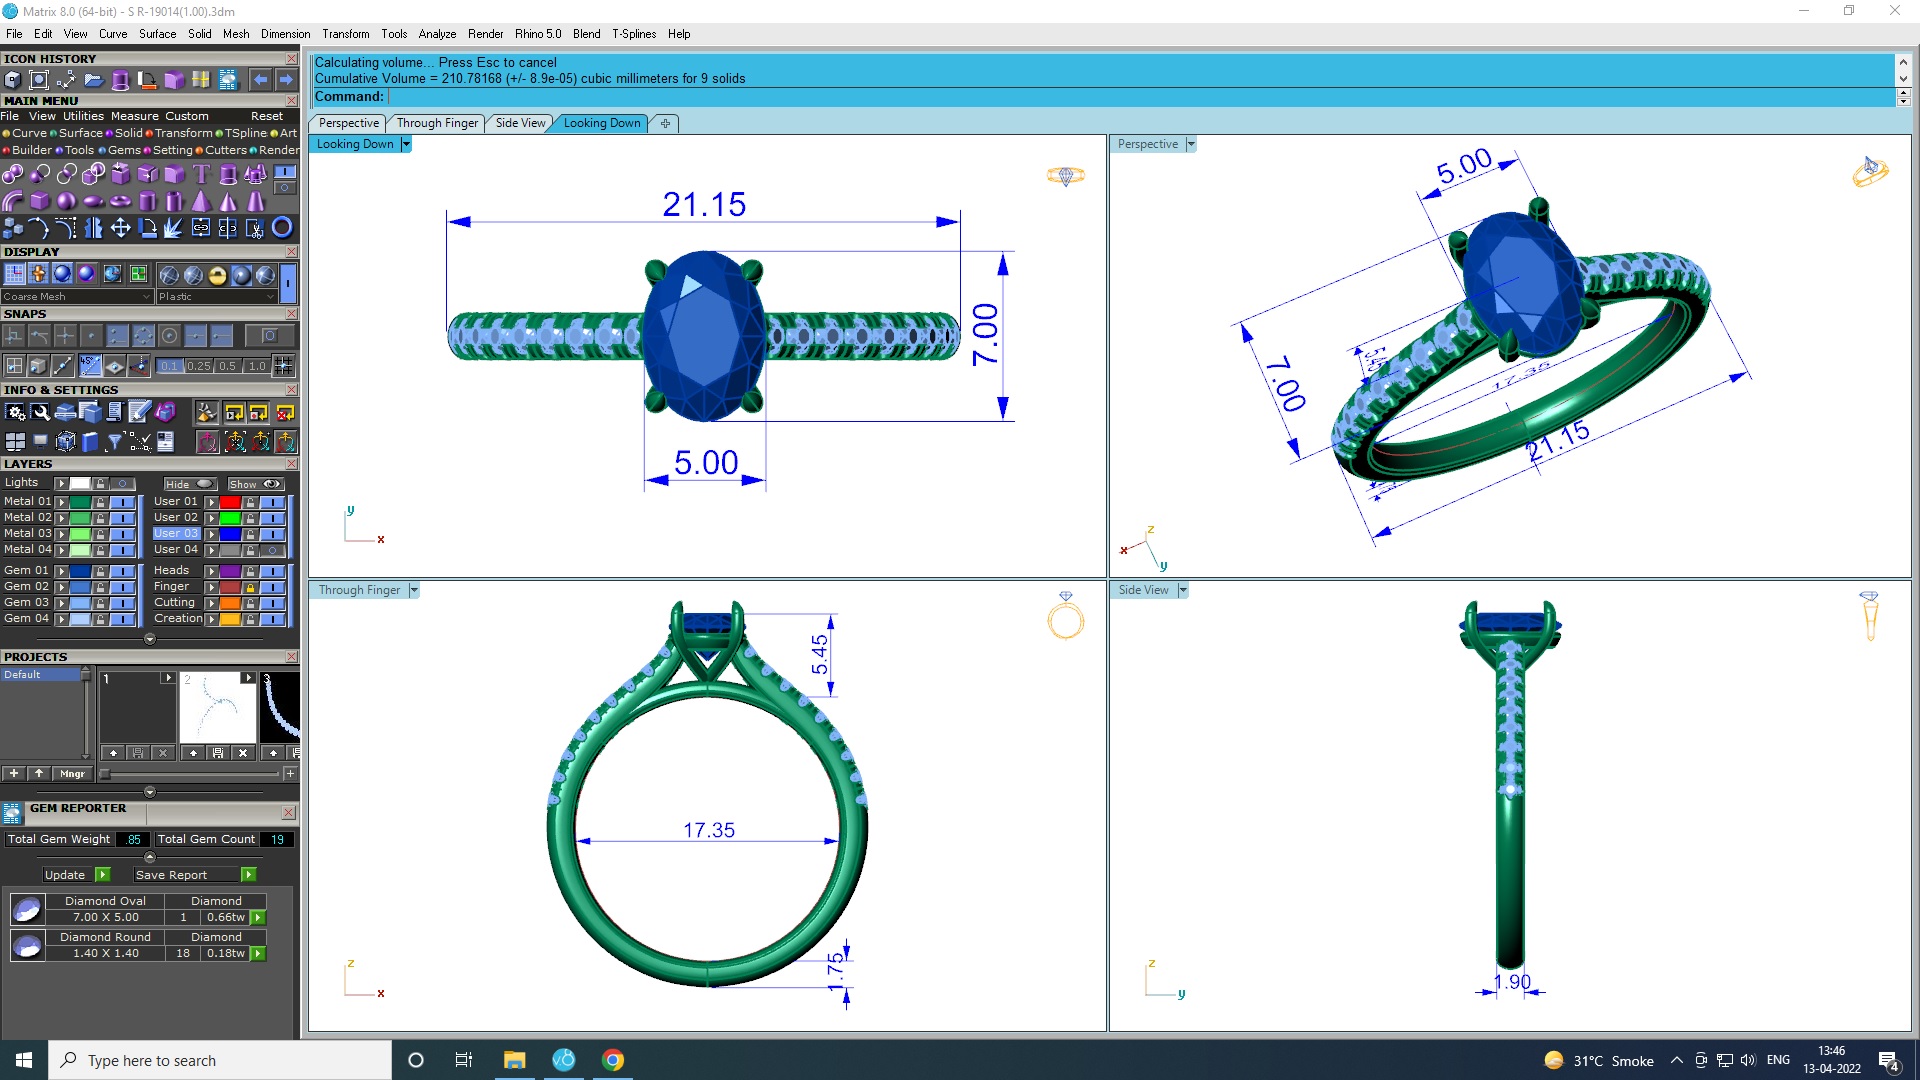 Matrix 8.0 (64-bit) - S R-19014(1.00).3dm
File Edit View Curve Surface Solid Mesh Dimension Transform Tools Analyze Render Rhino 5.0 Blend T-Splines Help
ICON HISTORY
MAIN MENU
File View Utilities Measure Custom Reset
Curve Surface Solid Transform TSpline Art
Builder Tools Gems Setting Cutters Render
DISPLAY
Coarse Mesh Plastic
SNAPS
45°
0.1 0.25 0.5 1.0
INFO & SETTINGS
LAYERS
Lights Hide Show
Metal 01 User 01
Metal 02 User 02
Metal 03 User 03
Metal 04 User 04
Gem 01 Heads
Gem 02 Finger
Gem 03 Cutting
Gem 04 Creation
PROJECTS
Default
1 2 3
Mngr
GEM REPORTER
Total Gem Weight .85 Total Gem Count 19
Update Save Report
Diamond Oval Diamond
7.00 X 5.00 1 0.66tw
Diamond Round Diamond
1.40 X 1.40 18 0.18tw
Calculating volume... Press Esc to cancel
Cumulative Volume = 210.78168 (+/- 8.9e-05) cubic millimeters for 9 solids
Command:
Perspective Through Finger Side View Looking Down
Looking Down
21.15
7.00
5.00
y
x
Perspective
5.00
7.00
5.45
17.35
21.15
z
x
y
Through Finger
5.45
17.35
1.75
z
x
Side View
1.90
z
y
Type here to search
31°C Smoke
ENG
13:46
13-04-2022
4